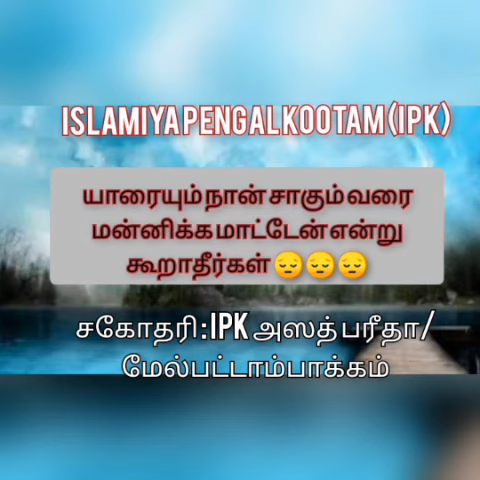 ISLAMIYA PENGAL KOOTAM (IPK)
யாரையும் நான் சாகும் வரை
மன்னிக்க மாட்டேன் என்று
கூறாதீர்கள் 😔😔😔
சகோதரி : IPK அஸத் பரீதா /
மேல்பட்டாம்பாக்கம்